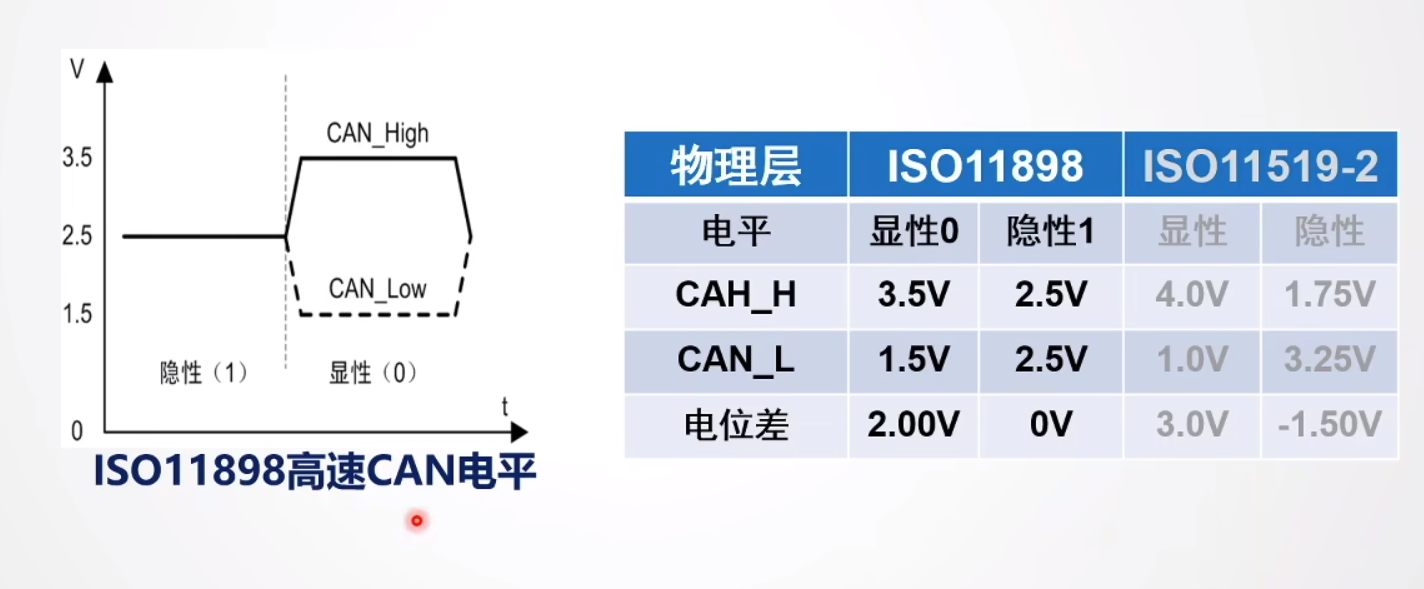 V
CAN_High
3.5
2.5
CAN_Low
1.5
隐性（1）
显性（0）
t
0
ISO11898高速CAN电平
物理层 ISO11898 ISO11519-2
电平 显性0 隐性1 显性 隐性
CAH_H 3.5V 2.5V 4.0V 1.75V
CAN_L 1.5V 2.5V 1.0V 3.25V
电位差 2.00V 0V 3.0V -1.50V